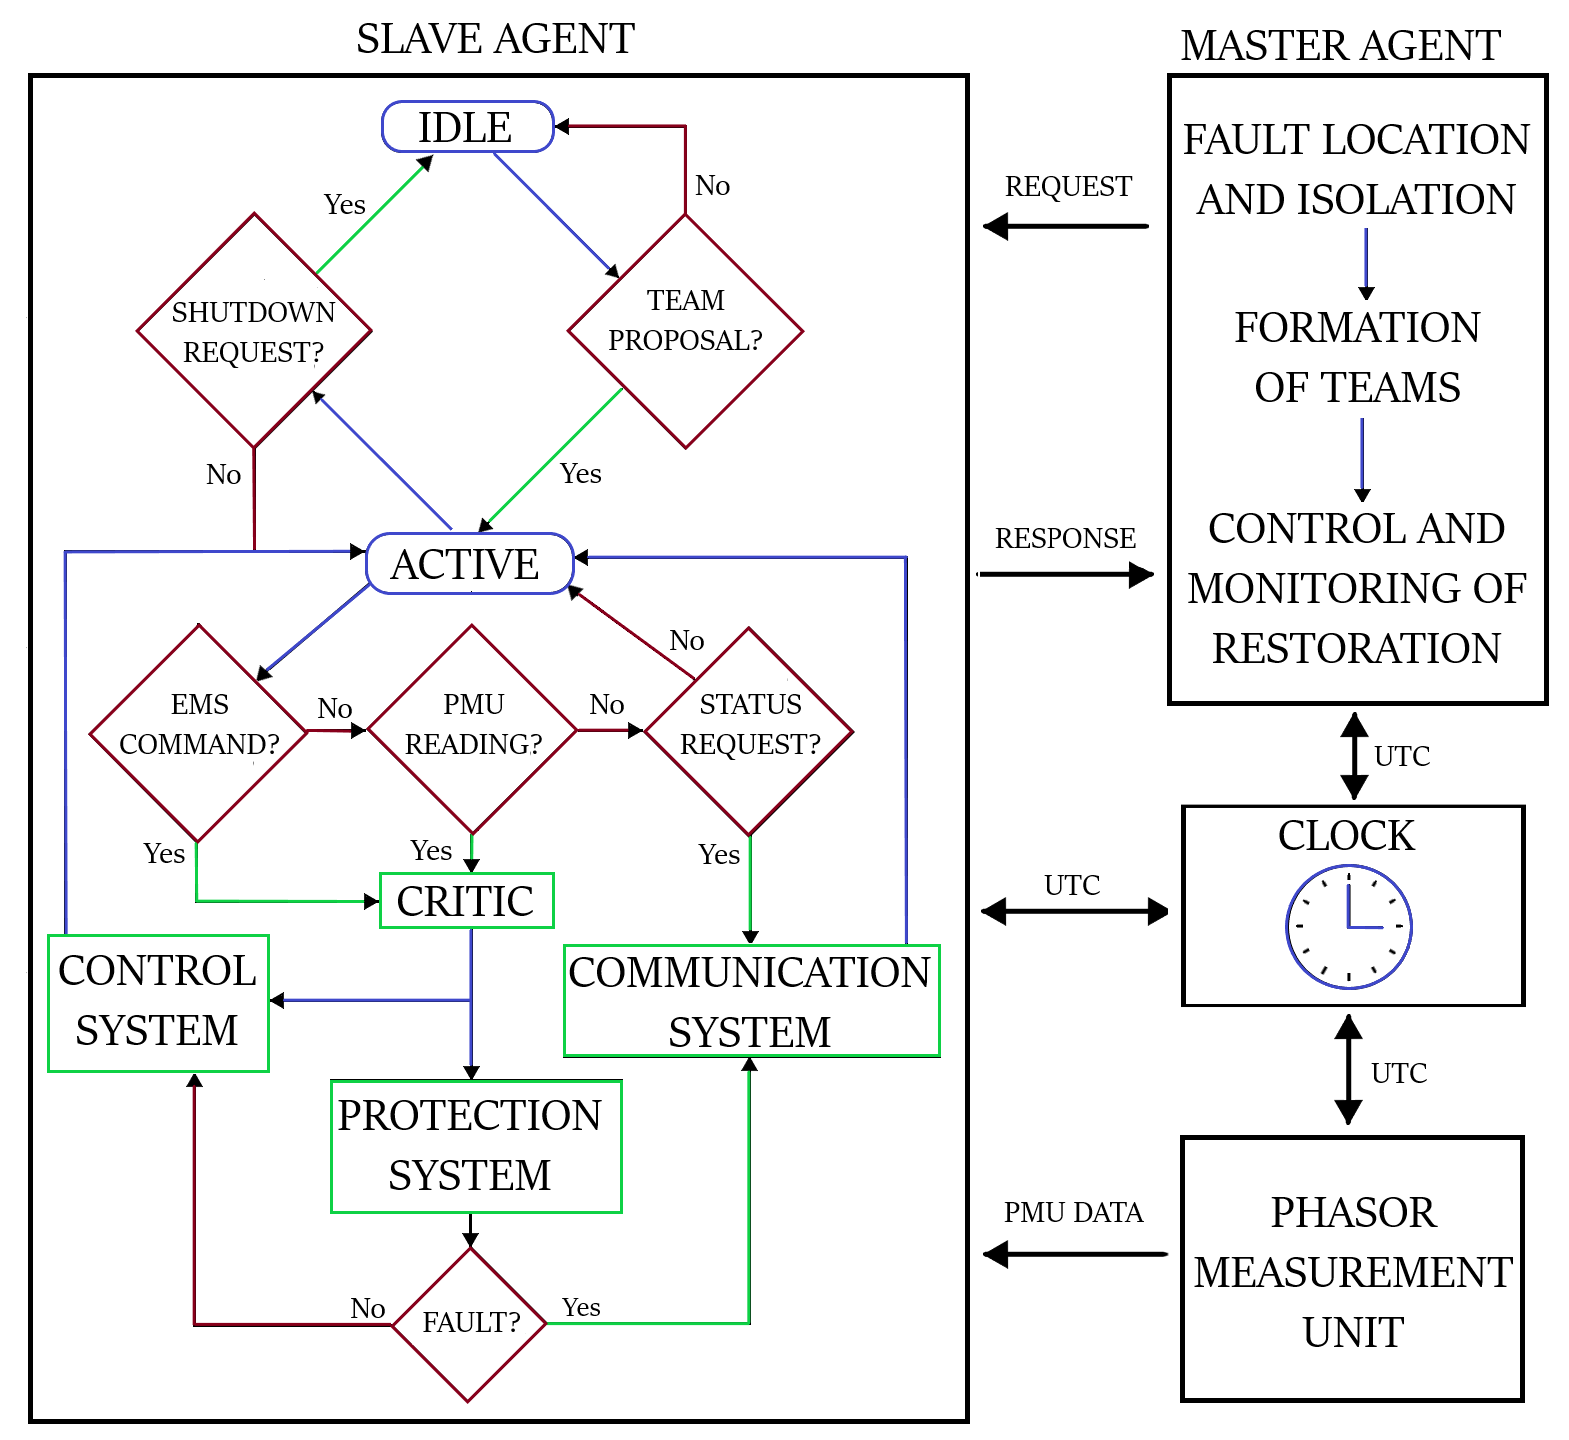 SLAVE AGENT
IDLE
No
Yes
SHUTDOWN
REQUEST?
TEAM
PROPOSAL?
No
Yes
ACTIVE
No
EMS
COMMAND?
No
PMU
READING?
No
STATUS
REQUEST?
Yes
Yes
Yes
CRITIC
CONTROL
SYSTEM
COMMUNICATION
SYSTEM
PROTECTION
SYSTEM
No
FAULT?
Yes
REQUEST
RESPONSE
UTC
PMU DATA
MASTER AGENT
FAULT LOCATION
AND ISOLATION
FORMATION
OF TEAMS
CONTROL AND
MONITORING OF
RESTORATION
UTC
CLOCK
UTC
PHASOR
MEASUREMENT
UNIT